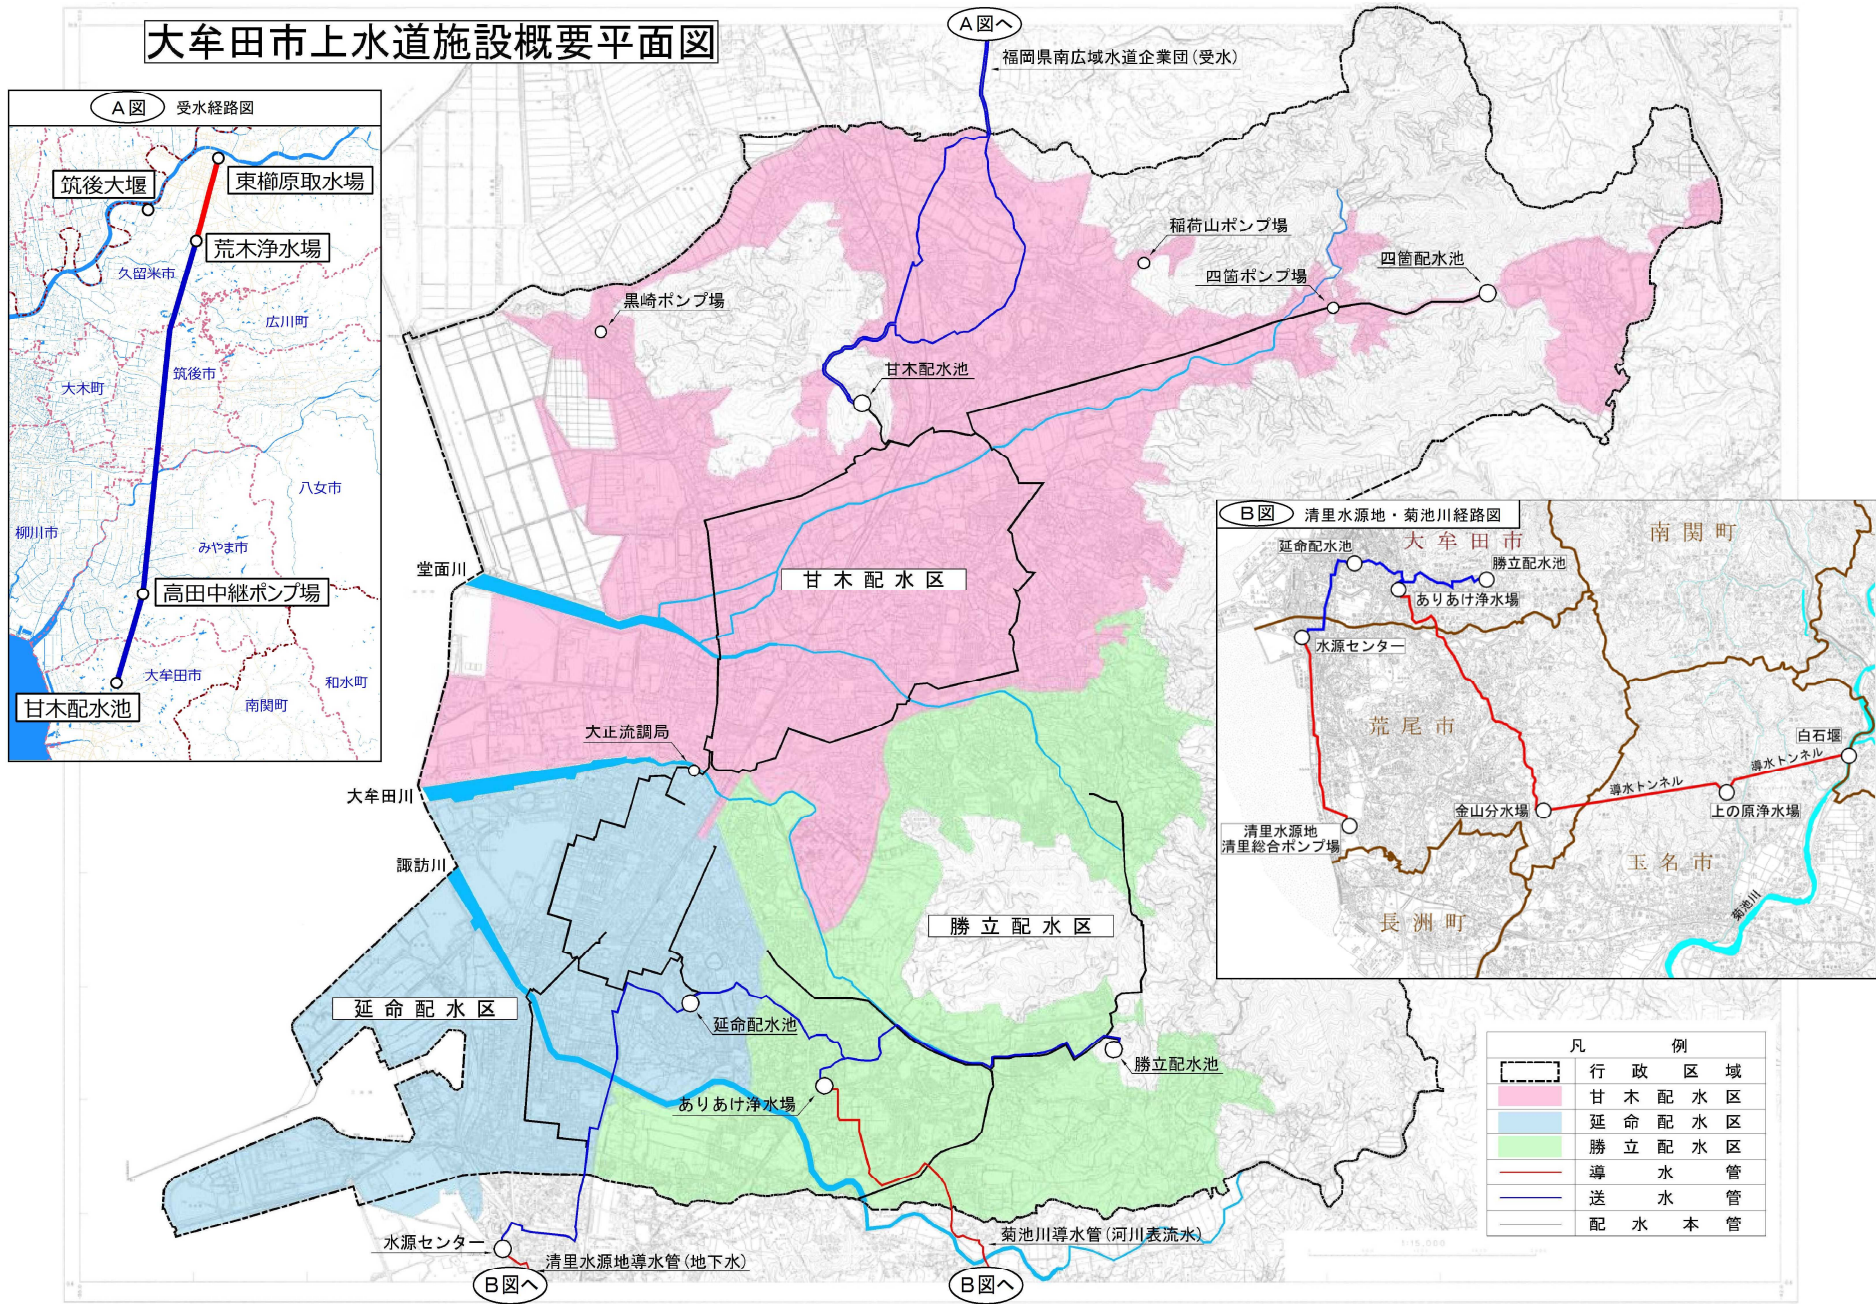 大牟田市上水道施設概要平面図
A図へ
福岡県南広域水道企業団(受水)
A図 受水経路図
筑後大堰
東櫛原取水場
荒木浄水場
久留米市
広川町
大木町
筑後市
八女市
柳川市
みやま市
高田中継ポンプ場
大牟田市
和水町
南関町
甘木配水池
稲荷山ポンプ場
四箇ポンプ場
四箇配水池
黒崎ポンプ場
甘木配水池
堂面川
甘木配水区
大正流調局
大牟田川
諏訪川
勝立配水区
延命配水区
延命配水池
勝立配水池
ありあけ浄水場
水源センター
清里水源地導水管(地下水)
菊池川導水管(河川表流水)
B図へ
B図へ
B図 清里水源地・菊池川経路図
大牟田市
南関町
延命配水池
勝立配水池
ありあけ浄水場
水源センター
荒尾市
白石堰
導水トンネル
導水トンネル
金山分水場
上の原浄水場
清里水源地
清里総合ポンプ場
玉名市
長洲町
菊池川
凡例
行政区域
甘木配水区
延命配水区
勝立配水区
導水管
送水管
配水本管
1:15,000